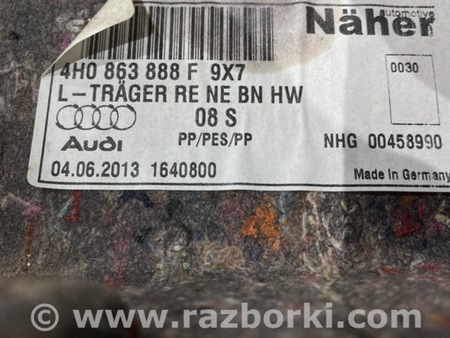 Näher
automotive
4H0 863 888 F 9X7
0030
L-TRÄGER RE NE BN HW
08 S
PP/PES/PP
NHG 00458990
Audi
04.06.2013 1640800
Made in Germany
www.razborki.com